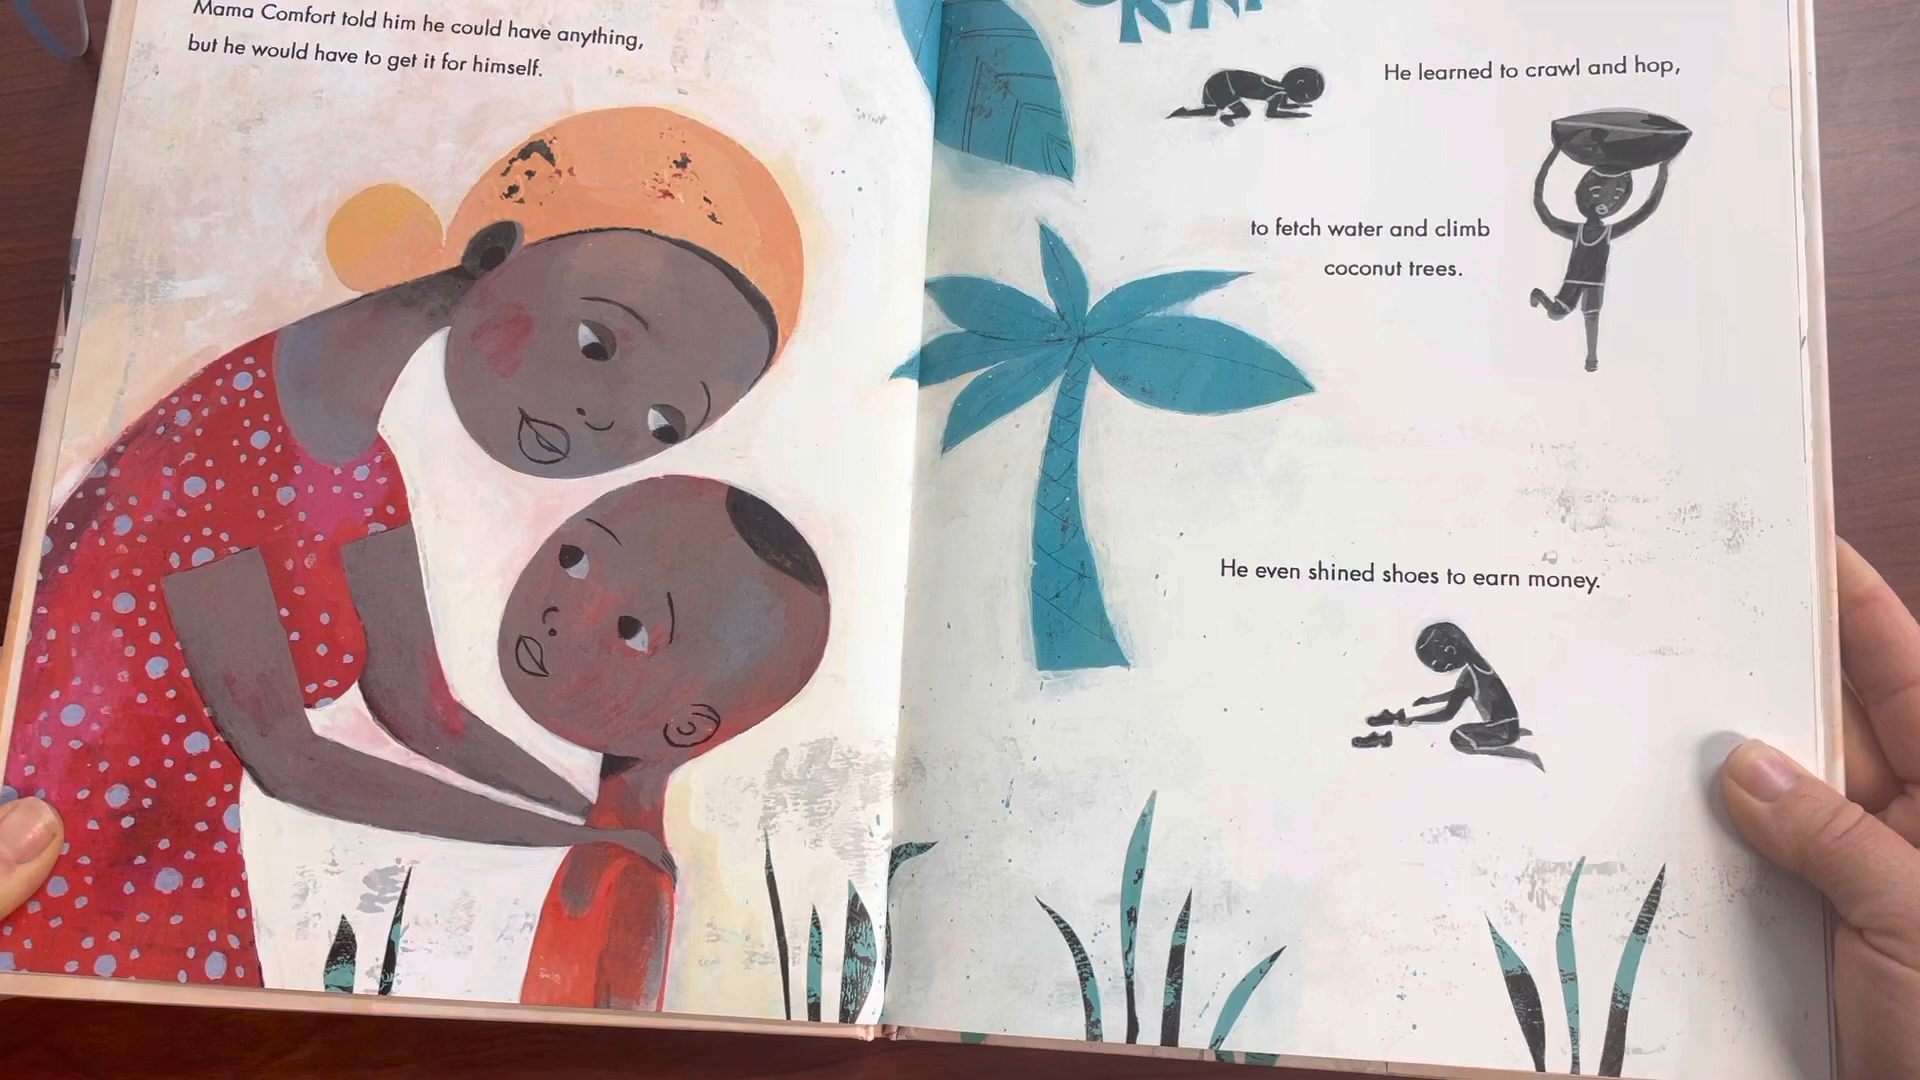 Mama Comfort told him he could have anything,
but he would have to get it for himself.
He learned to crawl and hop,
to fetch water and climb
coconut trees.
He even shined shoes to earn money.